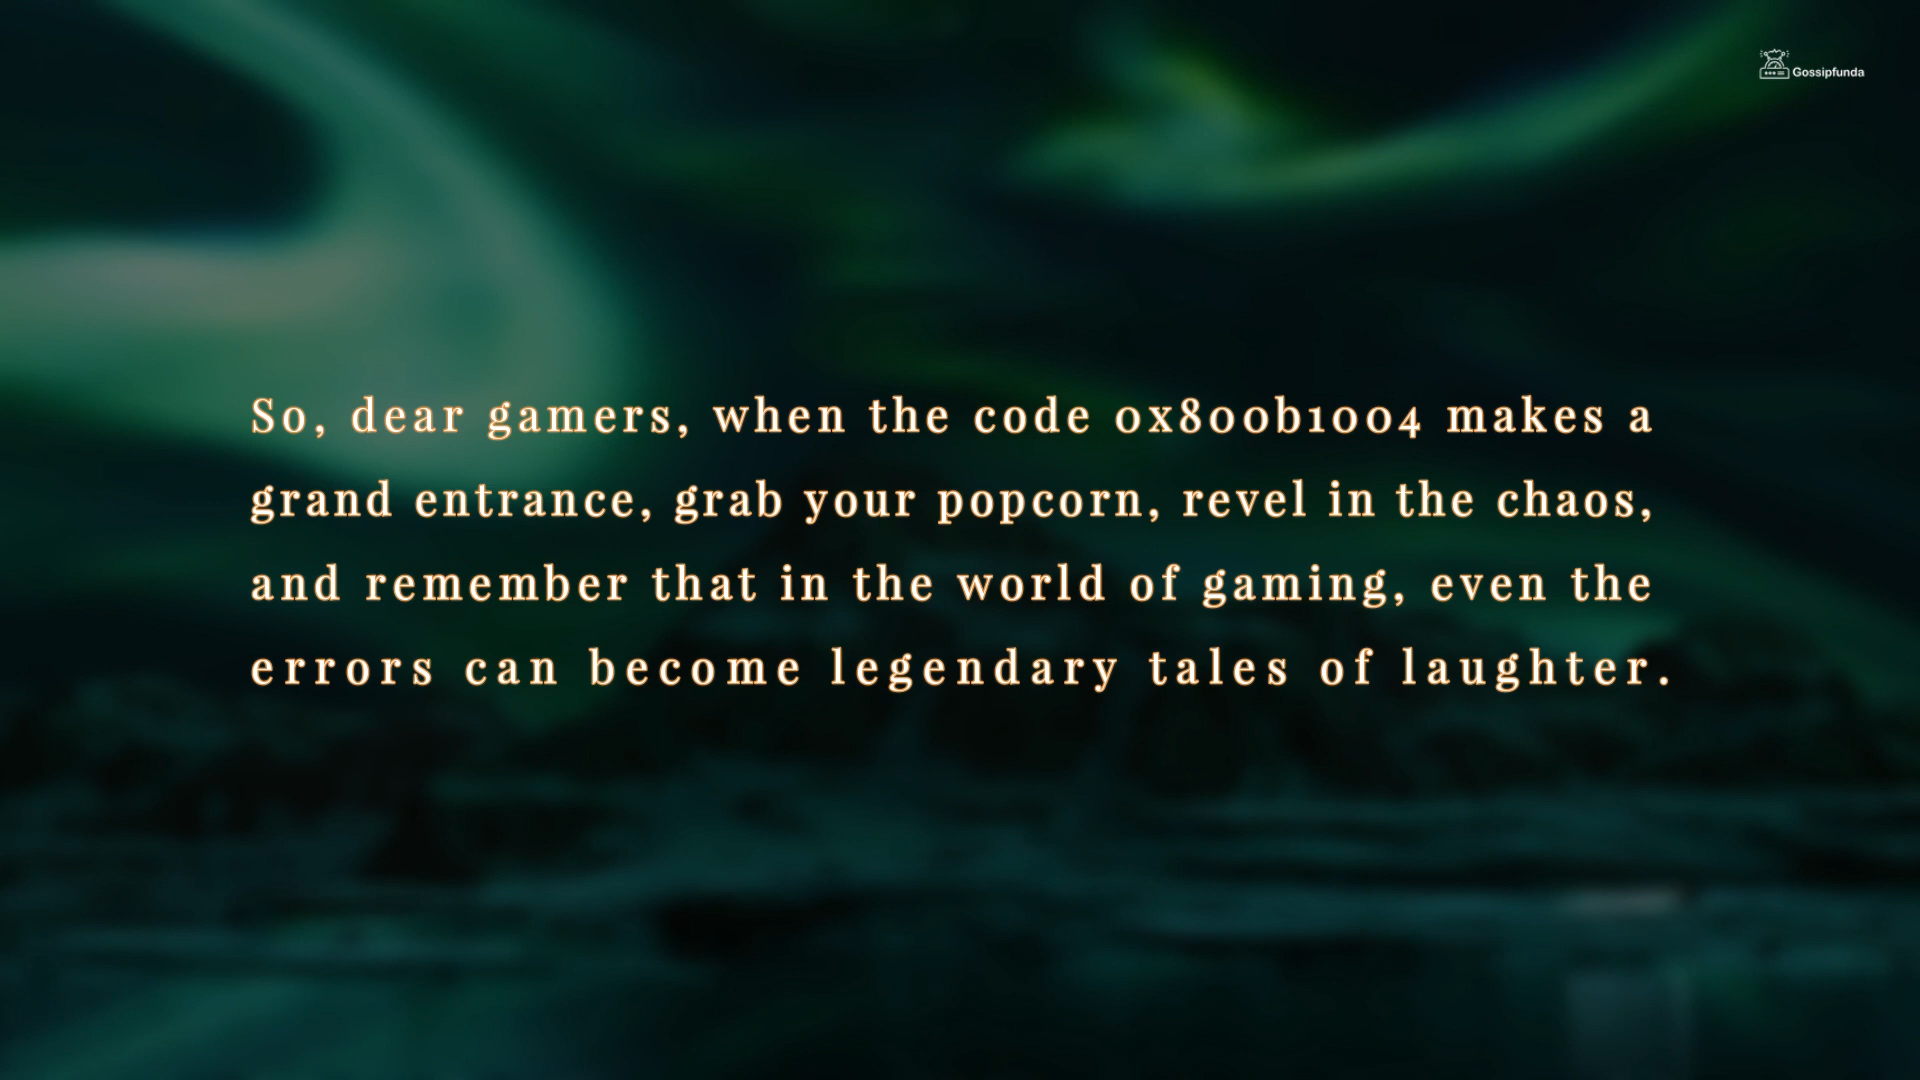 Gossipfunda
So, dear gamers, when the code 0x800b1004 makes a
grand entrance, grab your popcorn, revel in the chaos,
and remember that in the world of gaming, even the
errors can become legendary tales of laughter.